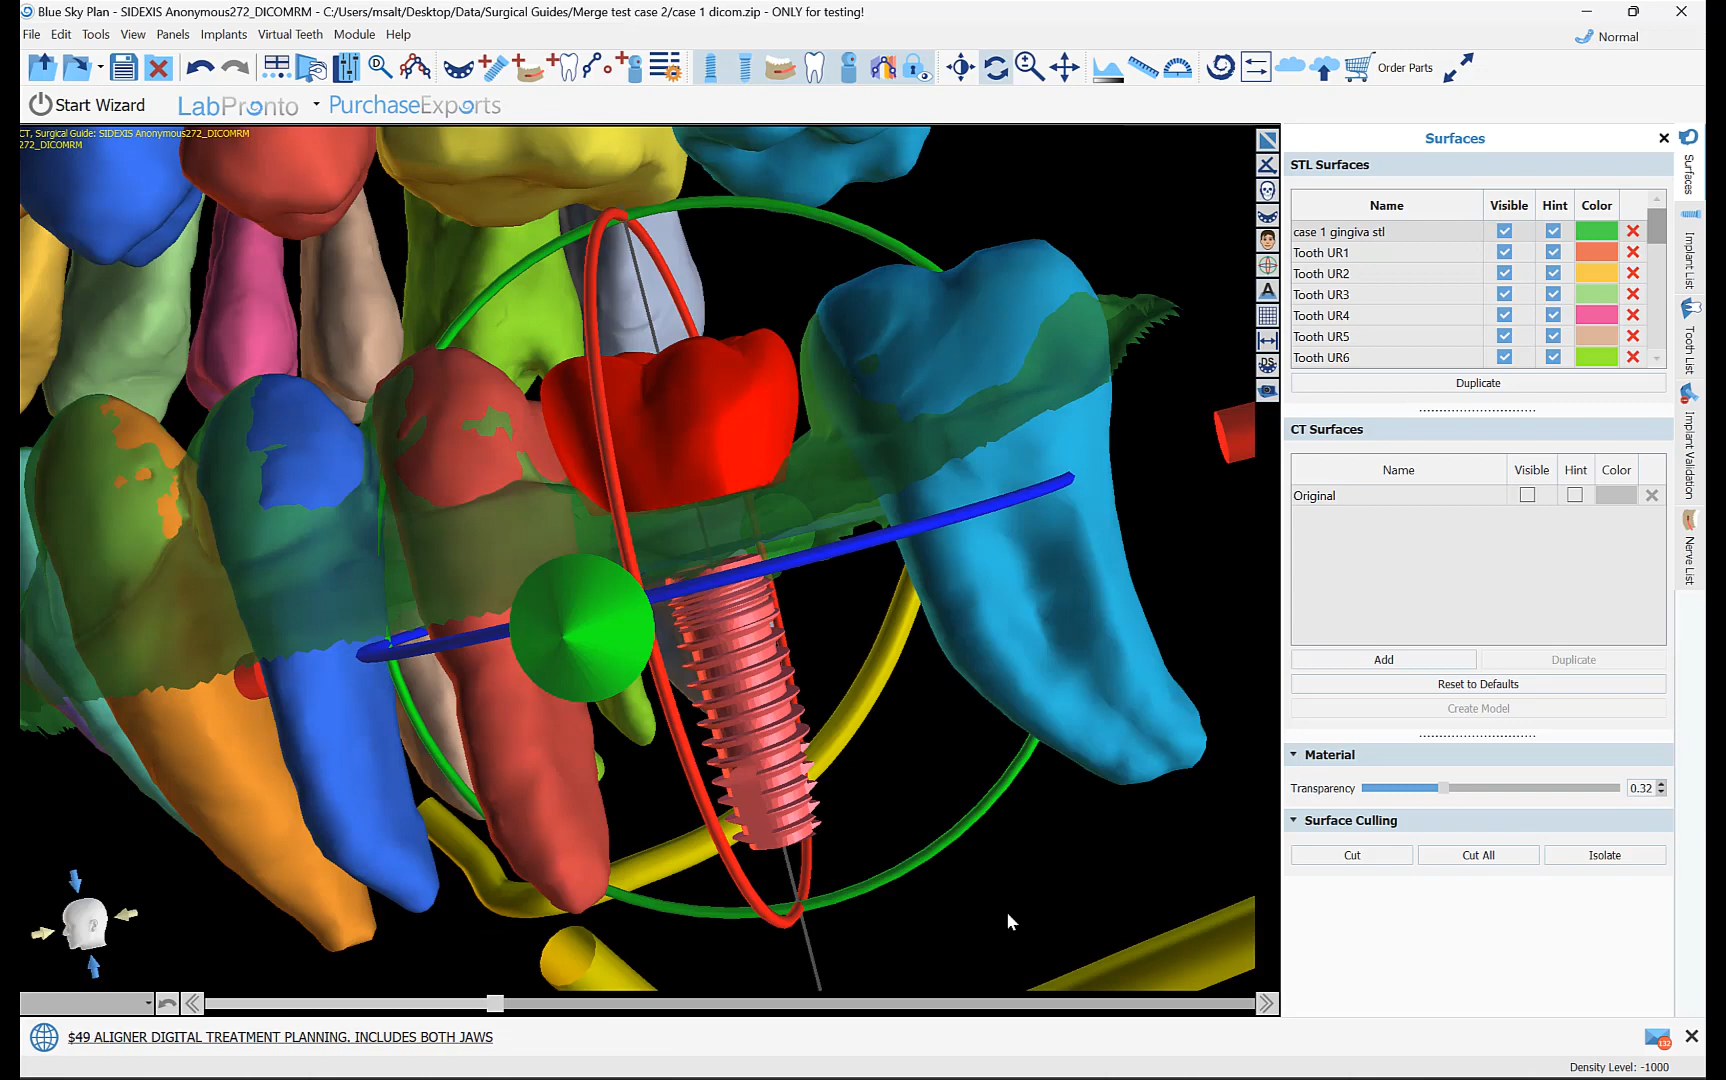 Blue Sky Plan - SIDEXIS Anonymous272_DICOMRM - C:/Users/msalt/Desktop/Data/Surgical Guides/Merge test case 2/case 1 dicom.zip - ONLY for testing!
File Edit Tools View Panels Implants Virtual Teeth Module Help
Normal
Order Parts
Start Wizard LabPronto PurchaseExports
CT, Surgical Guide: SIDEXIS Anonymous272_DICOMRM
272_DICOMRM
Surfaces
STL Surfaces
Name Visible Hint Color
case 1 gingiva stl
Tooth UR1
Tooth UR2
Tooth UR3
Tooth UR4
Tooth UR5
Tooth UR6
Duplicate
CT Surfaces
Name Visible Hint Color
Original
Add Duplicate
Reset to Defaults
Create Model
Material
Transparency 0.32
Surface Culling
Cut Cut All Isolate
Surfaces
Implant List
Tooth List
Implant Validation
Nerve List
A
DS
$49 ALIGNER DIGITAL TREATMENT PLANNING. INCLUDES BOTH JAWS
132
Density Level: -1000